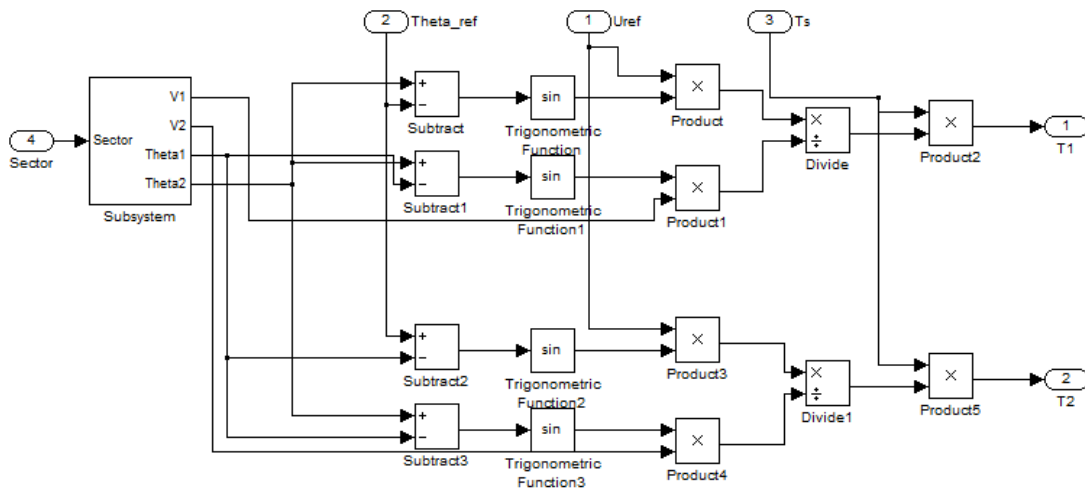 2
Theta_ref
1
Uref
3
Ts
V1
V2
Theta1
Theta2
Sector
4
Sector
Subsystem
+
−
Subtract
sin
Trigonometric
Function
×
Product
×
÷
Divide
×
Product2
1
T1
+
−
Subtract1
sin
Trigonometric
Function1
×
Product1
+
−
Subtract2
sin
Trigonometric
Function2
×
Product3
×
÷
Divide1
×
Product5
2
T2
+
−
Subtract3
sin
Trigonometric
Function3
×
Product4